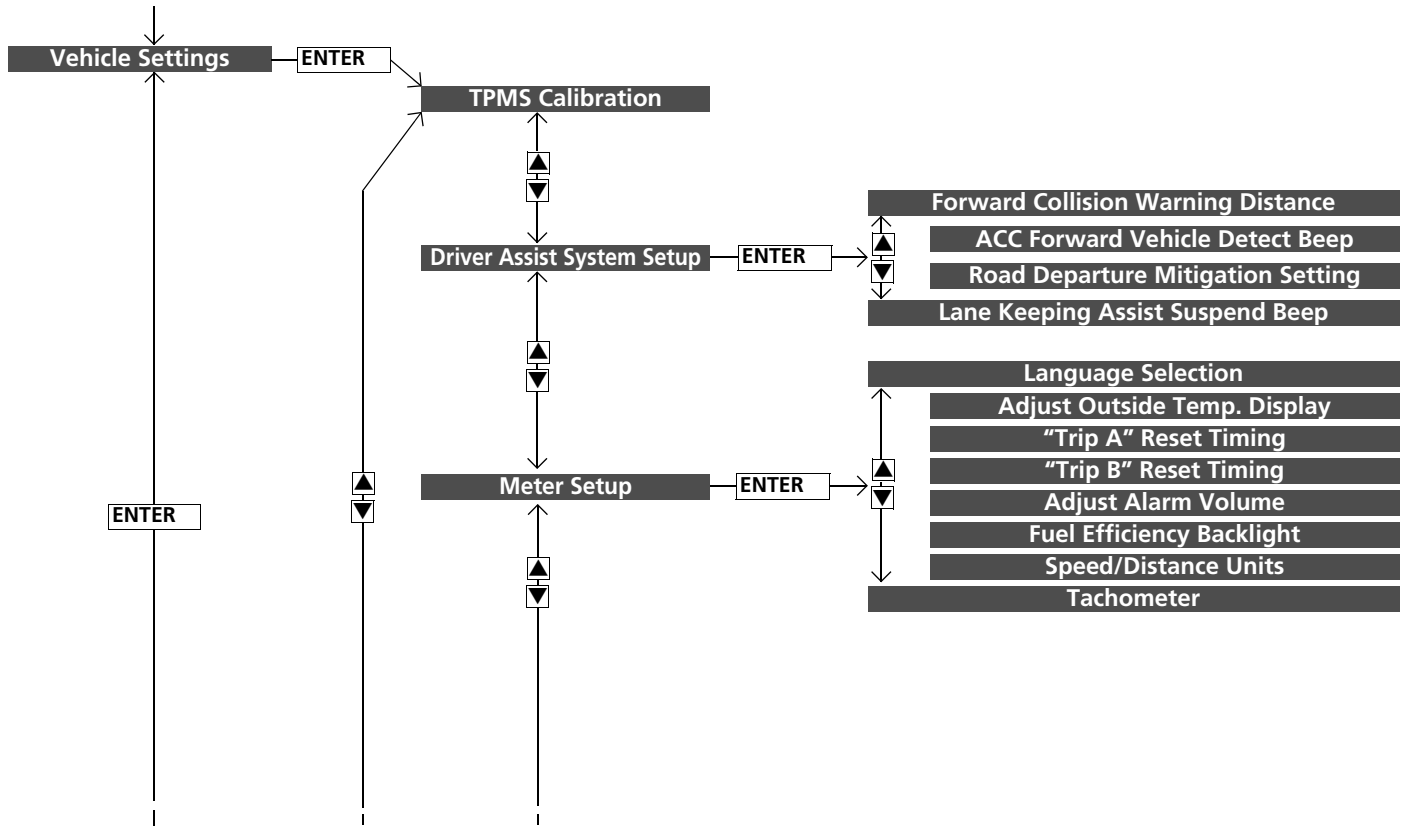 Vehicle Settings
ENTER
TPMS Calibration
Driver Assist System Setup
ENTER
Forward Collision Warning Distance
ACC Forward Vehicle Detect Beep
Road Departure Mitigation Setting
Lane Keeping Assist Suspend Beep
Meter Setup
ENTER
Language Selection
Adjust Outside Temp. Display
“Trip A” Reset Timing
“Trip B” Reset Timing
Adjust Alarm Volume
Fuel Efficiency Backlight
Speed/Distance Units
Tachometer
ENTER